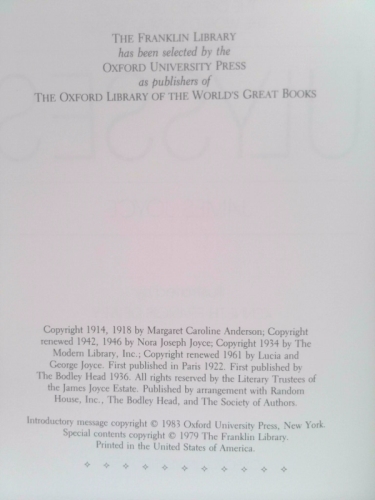 THE FRANKLIN LIBRARY
has been selected by the
OXFORD UNIVERSITY PRESS
as publishers of
THE OXFORD LIBRARY OF THE WORLD'S GREAT BOOKS
ULYSSES
Copyright 1914, 1918 by Margaret Caroline Anderson; Copyright
renewed 1942, 1946 by Nora Joseph Joyce; Copyright 1934 by The
Modern Library, Inc.; Copyright renewed 1961 by Lucia and
George Joyce. First published in Paris 1922. First published by
The Bodley Head 1936. All rights reserved by the Literary Trustees of
the James Joyce Estate. Published by arrangement with Random
House, Inc., The Bodley Head, and The Society of Authors.
Introductory message copyright © 1983 Oxford University Press, New York.
Special contents copyright © 1979 The Franklin Library.
Printed in the United States of America.